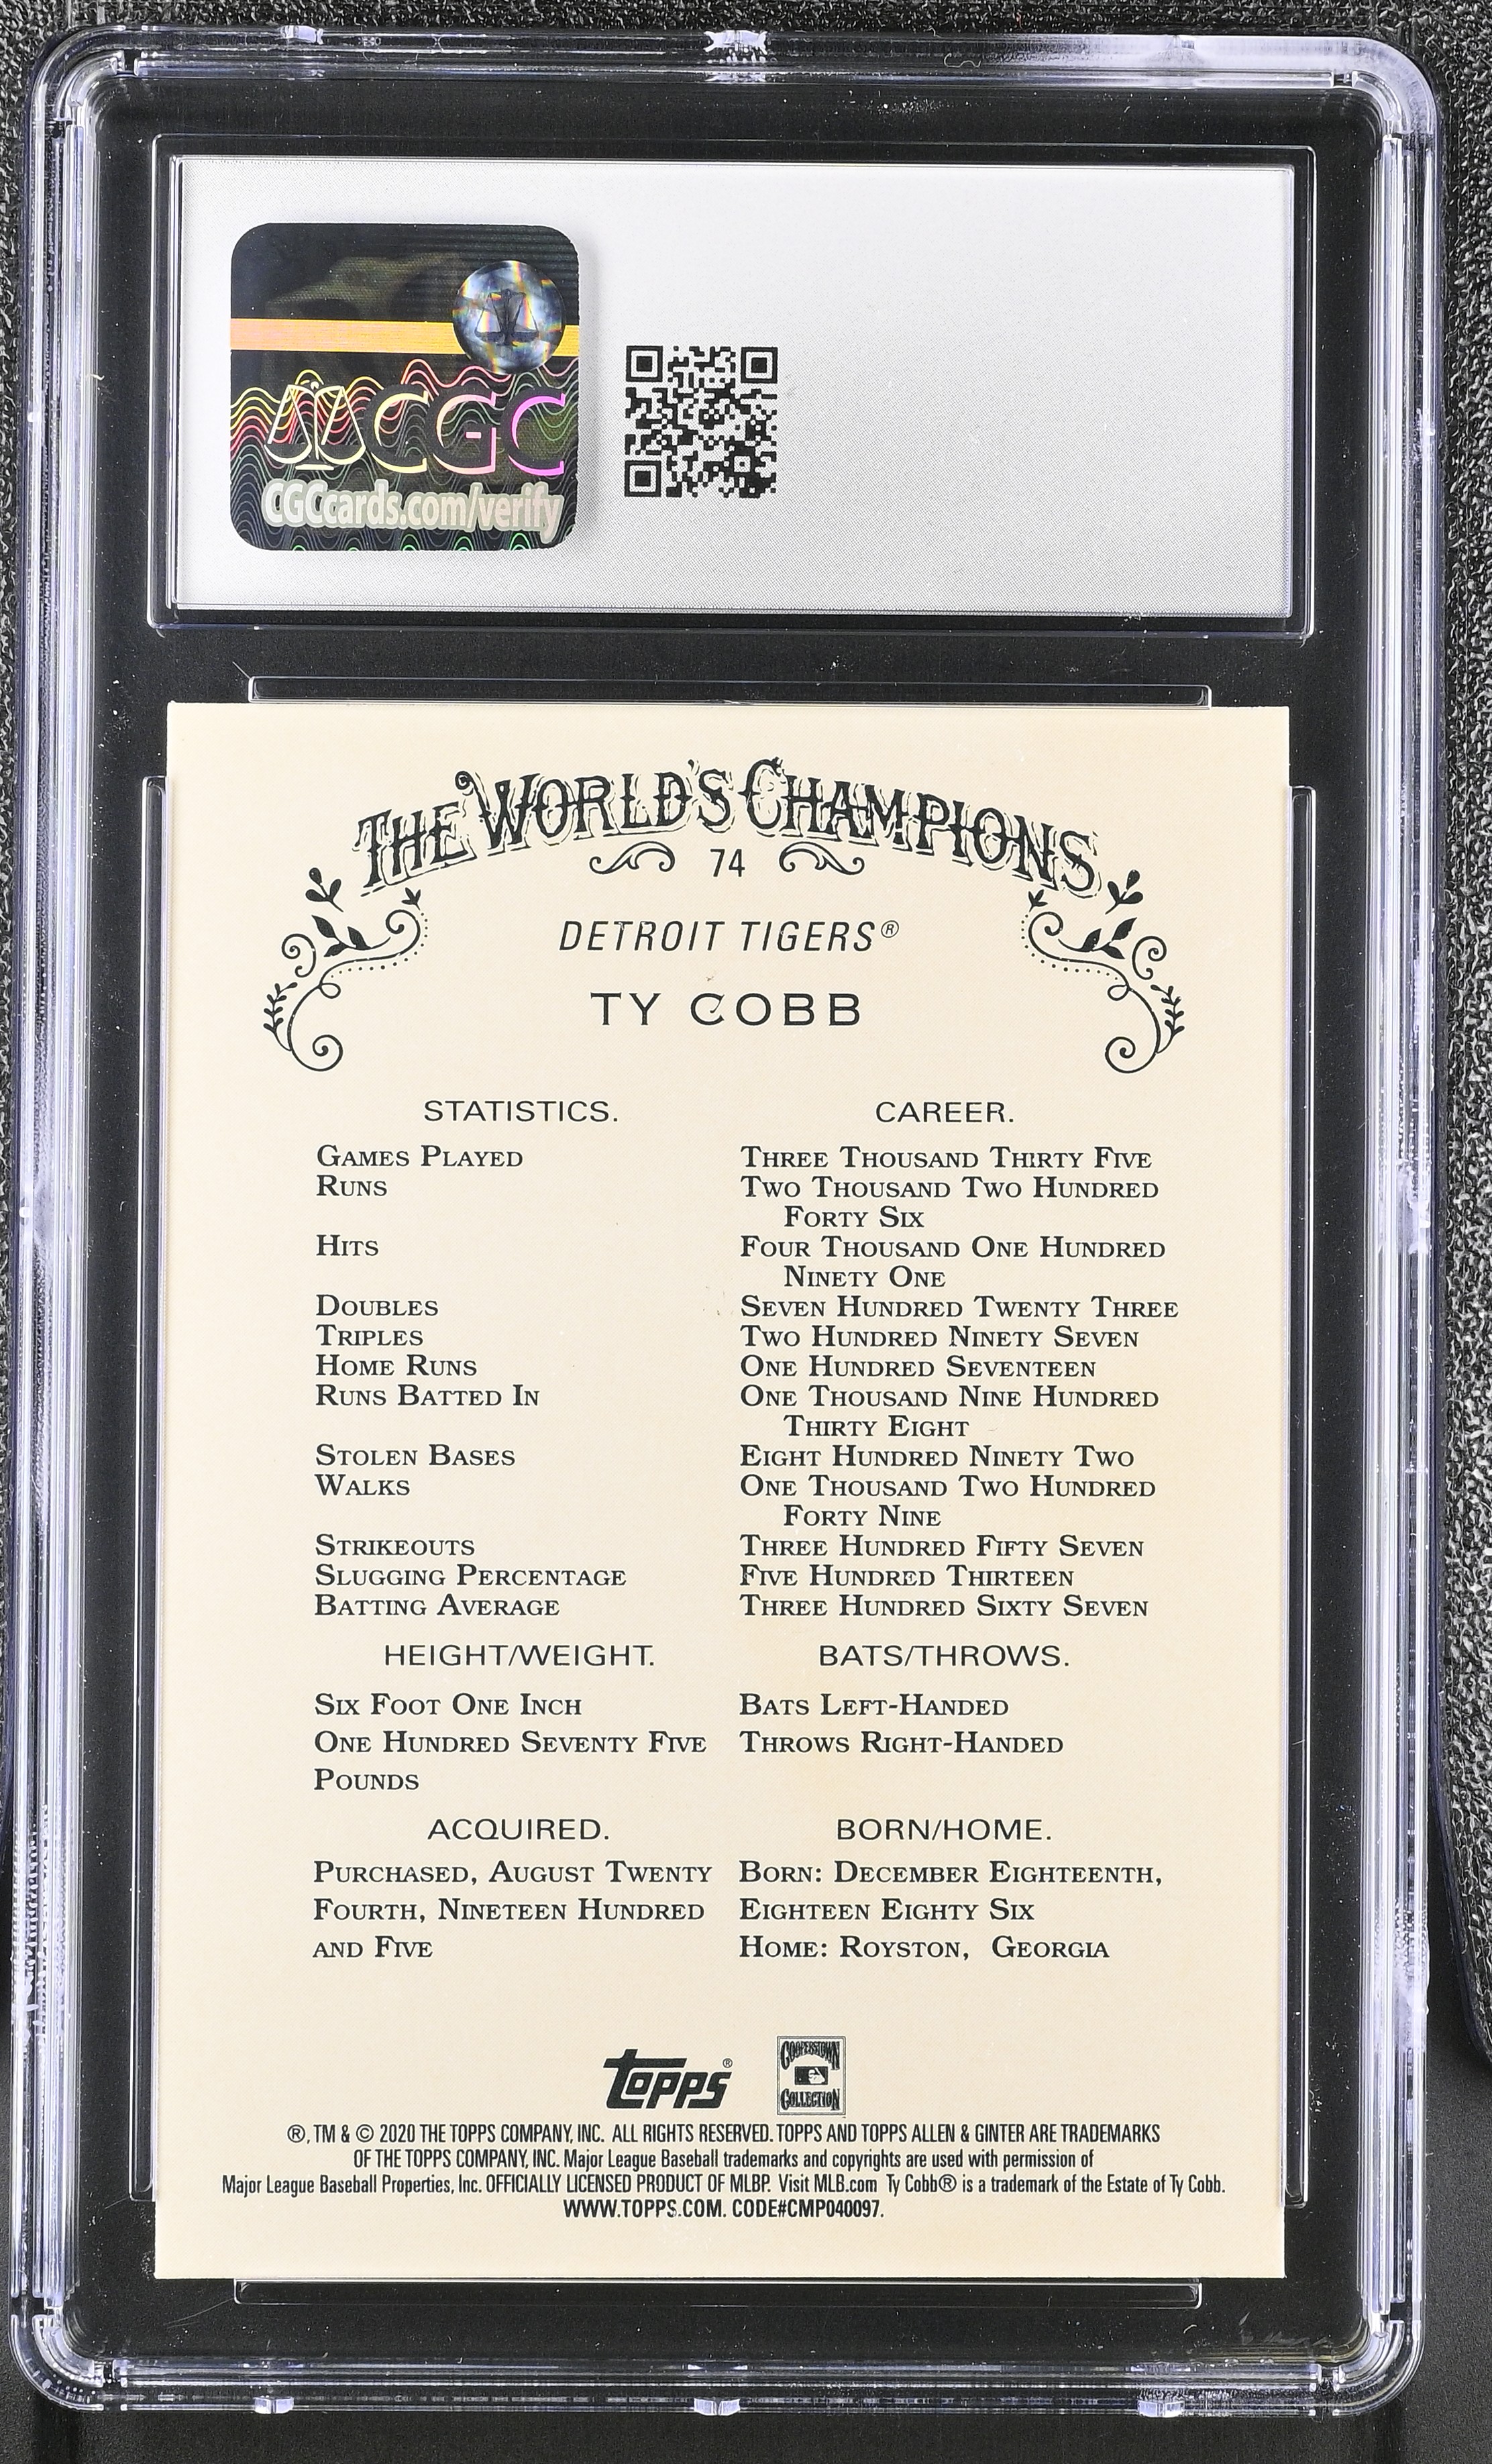 CGC
CGCcards.com/verify
THE WORLD'S CHAMPIONS
74
DETROIT TIGERS®
TY COBB
STATISTICS. CAREER.
GAMES PLAYED THREE THOUSAND THIRTY FIVE
RUNS TWO THOUSAND TWO HUNDRED
FORTY SIX
HITS FOUR THOUSAND ONE HUNDRED
NINETY ONE
DOUBLES SEVEN HUNDRED TWENTY THREE
TRIPLES TWO HUNDRED NINETY SEVEN
HOME RUNS ONE HUNDRED SEVENTEEN
RUNS BATTED IN ONE THOUSAND NINE HUNDRED
THIRTY EIGHT
STOLEN BASES EIGHT HUNDRED NINETY TWO
WALKS ONE THOUSAND TWO HUNDRED
FORTY NINE
STRIKEOUTS THREE HUNDRED FIFTY SEVEN
SLUGGING PERCENTAGE FIVE HUNDRED THIRTEEN
BATTING AVERAGE THREE HUNDRED SIXTY SEVEN
HEIGHT/WEIGHT. BATS/THROWS.
SIX FOOT ONE INCH BATS LEFT-HANDED
ONE HUNDRED SEVENTY FIVE THROWS RIGHT-HANDED
POUNDS
ACQUIRED. BORN/HOME.
PURCHASED, AUGUST TWENTY BORN: DECEMBER EIGHTEENTH,
FOURTH, NINETEEN HUNDRED EIGHTEEN EIGHTY SIX
AND FIVE HOME: ROYSTON, GEORGIA
TOPPS® COOPERSTOWN
COLLECTION
®, TM & © 2020 THE TOPPS COMPANY, INC. ALL RIGHTS RESERVED. TOPPS AND TOPPS ALLEN & GINTER ARE TRADEMARKS
OF THE TOPPS COMPANY, INC. Major League Baseball trademarks and copyrights are used with permission of
Major League Baseball Properties, Inc. OFFICIALLY LICENSED PRODUCT OF MLBP. Visit MLB.com Ty Cobb® is a trademark of the Estate of Ty Cobb.
WWW.TOPPS.COM. CODE#CMP040097.